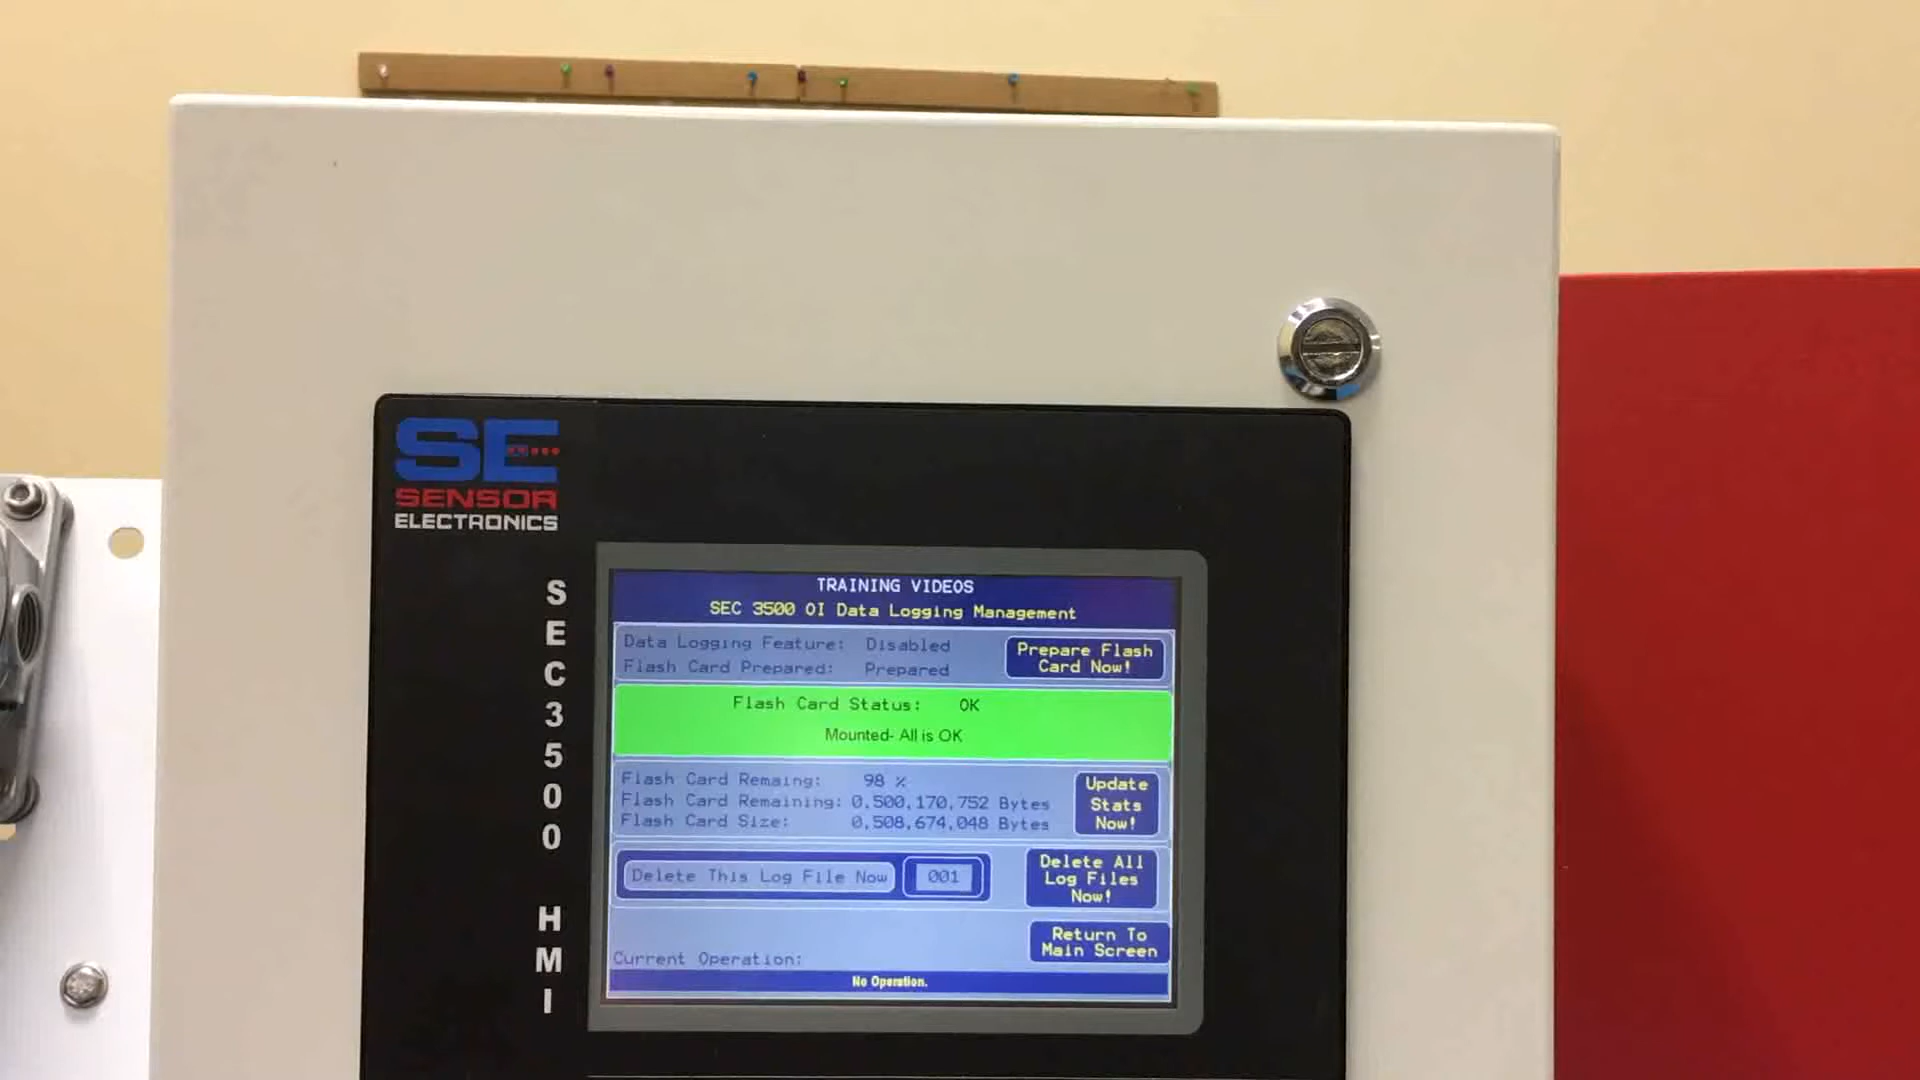 SE
SENSOR
ELECTRONICS
SEC3500 HMI
TRAINING VIDEOS
SEC 3500 OI Data Logging Management
Data Logging Feature: Disabled
Flash Card Prepared: Prepared
Prepare Flash
Card Now!
Flash Card Status: OK
Mounted- All is OK
Flash Card Remaing: 98 %
Flash Card Remaining: 0,500,170,752 Bytes
Flash Card Size: 0,508,674,048 Bytes
Update
Stats
Now!
Delete This Log File Now 001
Delete All
Log Files
Now!
Return To
Main Screen
Current Operation:
No Operation.